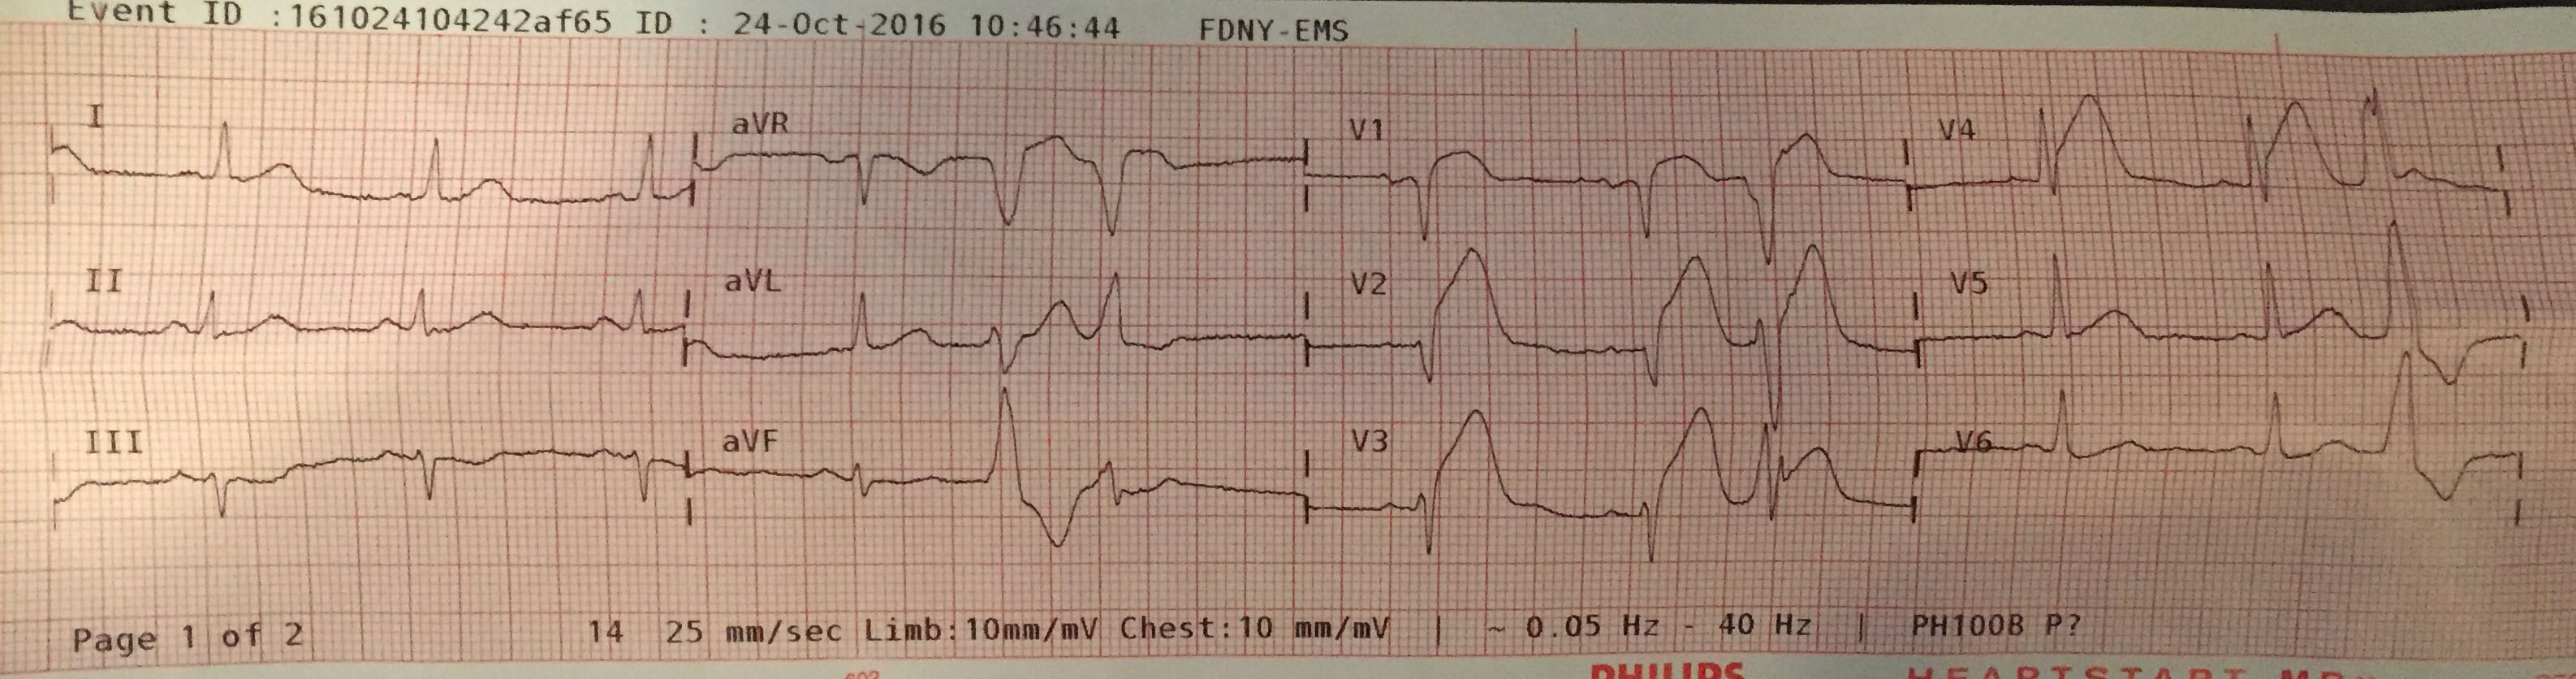 Event ID :161024104242af65 ID : 24-Oct-2016 10:46:44 FDNY-EMS
I aVR V1 V4
II aVL V2 V5
III aVF V3 V6
Page 1 of 2 14 25 mm/sec Limb:10mm/mV Chest:10 mm/mV | ~ 0.05 Hz - 40 Hz | PH100B P?
PHILIPS HEARTSTART